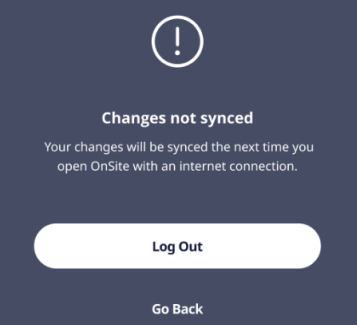 Changes not synced
Your changes will be synced the next time you
open OnSite with an internet connection.
Log Out
Go Back